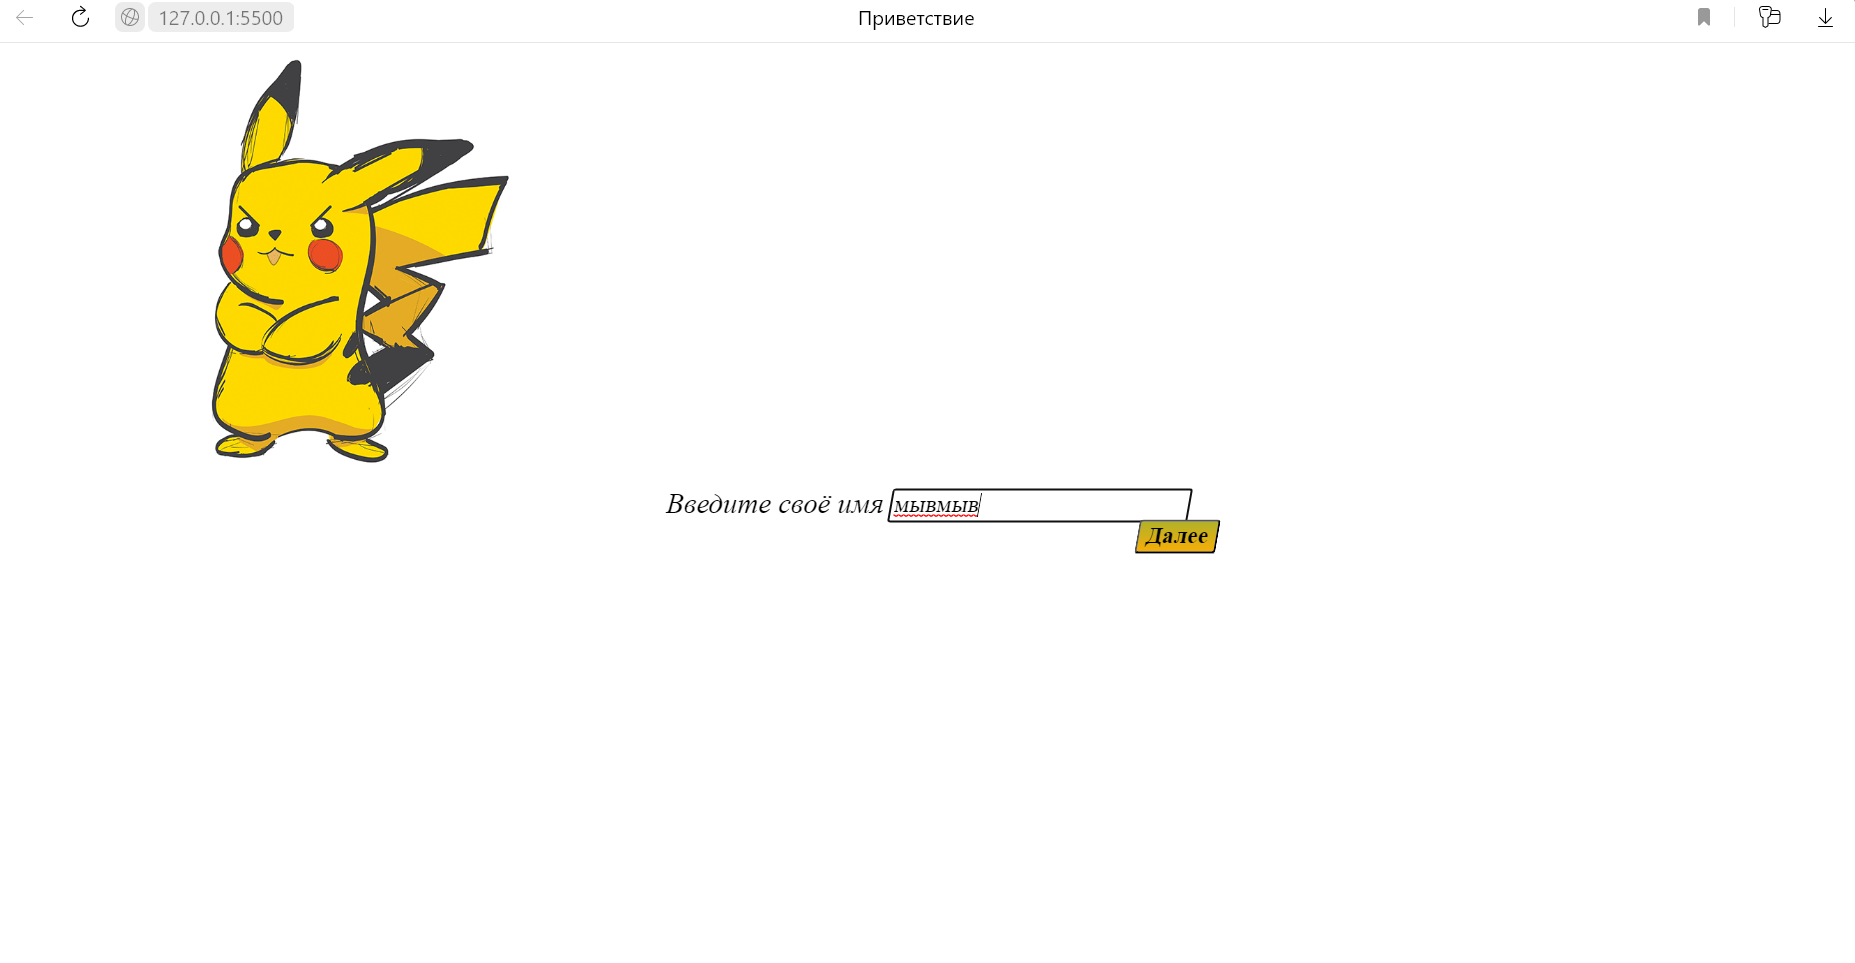 127.0.0.1:5500
Приветствие
Введите своё имя мывмыв
Далее